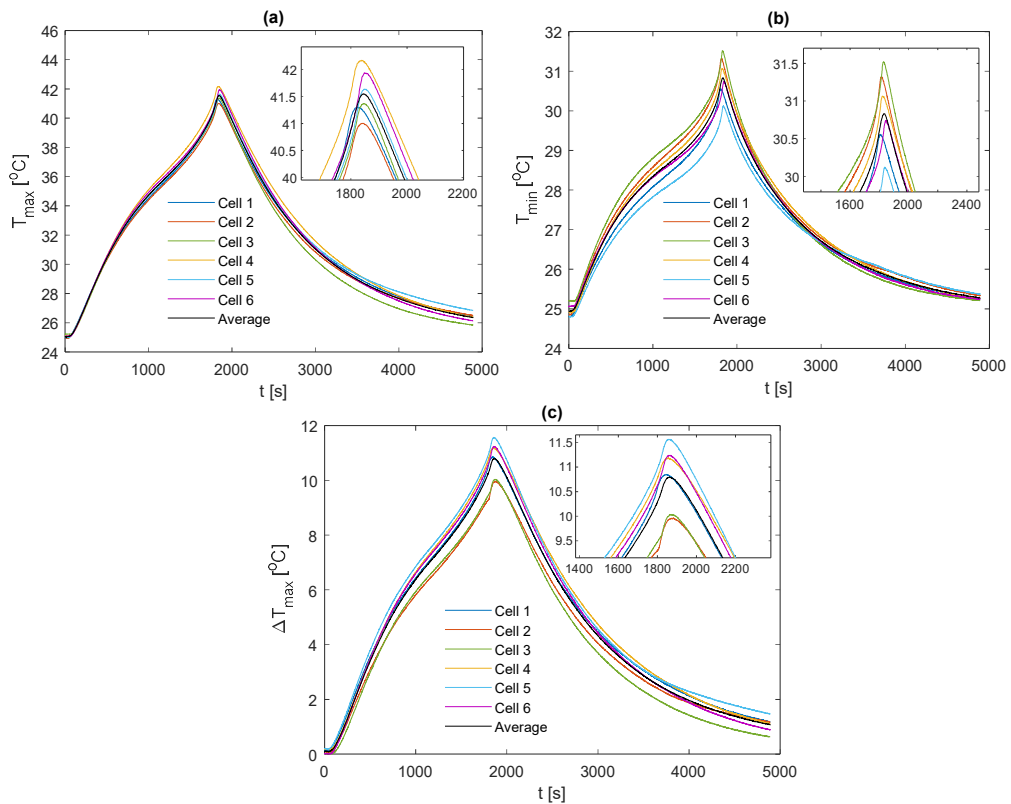 (a)
46
44
42
40
38
36
34
32
30
28
26
24
T_max [°C]
0 1000 2000 3000 4000 5000
t [s]
42
41.5
41
40.5
40
1800 2000 2200
Cell 1
Cell 2
Cell 3
Cell 4
Cell 5
Cell 6
Average
(b)
32
31
30
29
28
27
26
25
24
T_min [°C]
0 1000 2000 3000 4000 5000
t [s]
31.5
31
30.5
30
1600 1800 2000 2200 2400
Cell 1
Cell 2
Cell 3
Cell 4
Cell 5
Cell 6
Average
(c)
12
10
8
6
4
2
0
Δ T_max [°C]
0 1000 2000 3000 4000 5000
t [s]
11.5
11
10.5
10
9.5
1400 1600 1800 2000 2200
Cell 1
Cell 2
Cell 3
Cell 4
Cell 5
Cell 6
Average